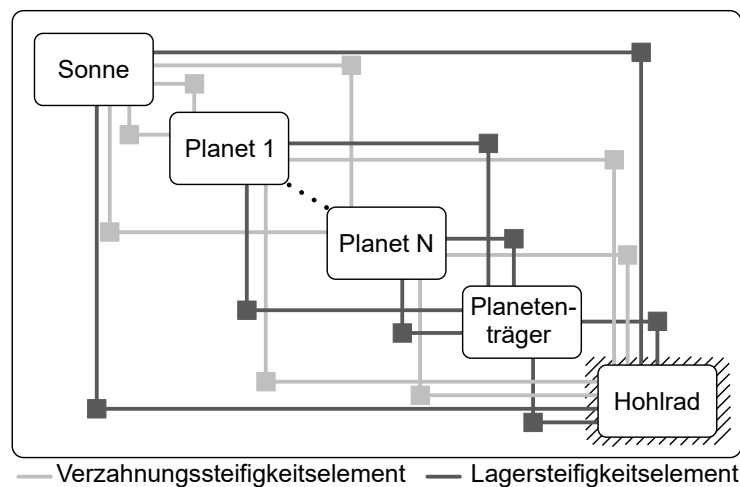 Sonne
Planet 1
Planet N
Planeten-
träger
Hohlrad
Verzahnungssteifigkeitselement
Lagersteifigkeitselement